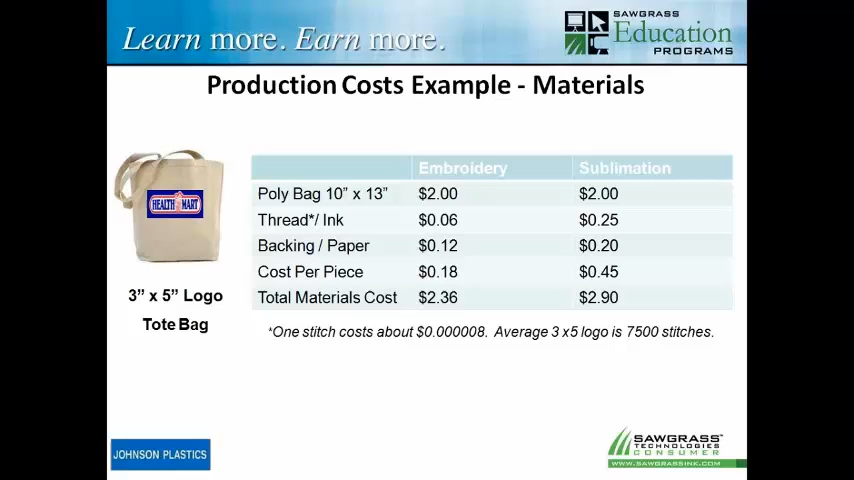 Learn more. Earn more.
SAWGRASS
Education
PROGRAMS
Production Costs Example - Materials
Embroidery Sublimation
Poly Bag 10” x 13” $2.00 $2.00
Thread*/ Ink $0.06 $0.25
Backing / Paper $0.12 $0.20
Cost Per Piece $0.18 $0.45
Total Materials Cost $2.36 $2.90
HEALTH MART
3” x 5” Logo
Tote Bag
*One stitch costs about $0.000008. Average 3 x5 logo is 7500 stitches.
JOHNSON PLASTICS
SAWGRASS™
TECHNOLOGIES
CONSUMER
WWW.SAWGRASSINK.COM